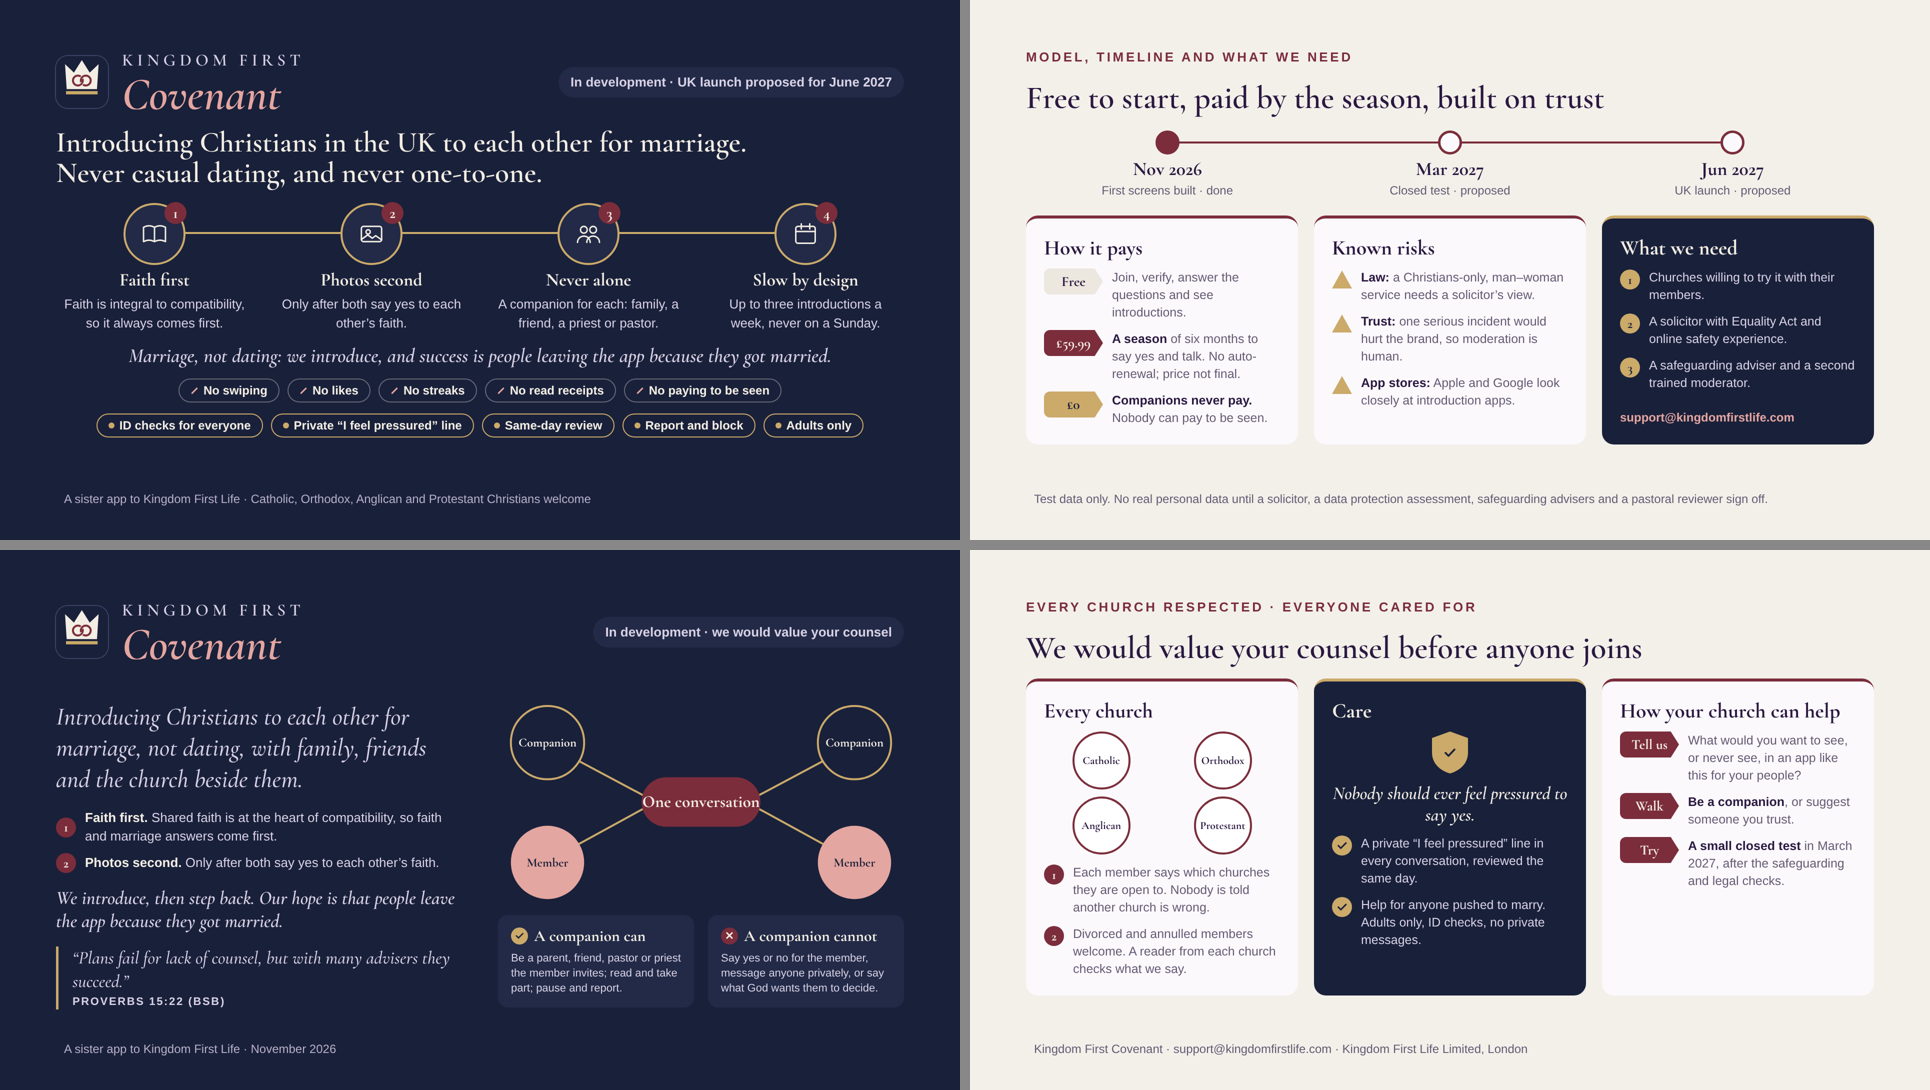 KINGDOM FIRST
Covenant
In development · UK launch proposed for June 2027
Introducing Christians in the UK to each other for marriage.
Never casual dating, and never one-to-one.
1
2
3
4
Faith first
Photos second
Never alone
Slow by design
Faith is integral to compatibility,
so it always comes first.
Only after both say yes to each
other’s faith.
A companion for each: family, a
friend, a priest or pastor.
Up to three introductions a
week, never on a Sunday.
Marriage, not dating: we introduce, and success is people leaving the app because they got married.
No swiping
No likes
No streaks
No read receipts
No paying to be seen
ID checks for everyone
Private “I feel pressured” line
Same-day review
Report and block
Adults only
A sister app to Kingdom First Life · Catholic, Orthodox, Anglican and Protestant Christians welcome
MODEL, TIMELINE AND WHAT WE NEED
Free to start, paid by the season, built on trust
Nov 2026
First screens built · done
Mar 2027
Closed test · proposed
Jun 2027
UK launch · proposed
How it pays
Free
Join, verify, answer the
questions and see
introductions.
£59.99
A season of six months to
say yes and talk. No auto-
renewal; price not final.
£0
Companions never pay.
Nobody can pay to be seen.
Known risks
Law: a Christians-only, man–woman
service needs a solicitor’s view.
Trust: one serious incident would
hurt the brand, so moderation is
human.
App stores: Apple and Google look
closely at introduction apps.
What we need
1
Churches willing to try it with their
members.
2
A solicitor with Equality Act and
online safety experience.
3
A safeguarding adviser and a second
trained moderator.
support@kingdomfirstlife.com
Test data only. No real personal data until a solicitor, a data protection assessment, safeguarding advisers and a pastoral reviewer sign off.
KINGDOM FIRST
Covenant
In development · we would value your counsel
Introducing Christians to each other for
marriage, not dating, with family, friends
and the church beside them.
1
Faith first. Shared faith is at the heart of compatibility, so faith
and marriage answers come first.
2
Photos second. Only after both say yes to each other’s faith.
We introduce, then step back. Our hope is that people leave
the app because they got married.
“Plans fail for lack of counsel, but with many advisers they
succeed.”
PROVERBS 15:22 (BSB)
Companion
Companion
One conversation
Member
Member
A companion can
Be a parent, friend, pastor or priest
the member invites; read and take
part; pause and report.
A companion cannot
Say yes or no for the member,
message anyone privately, or say
what God wants them to decide.
A sister app to Kingdom First Life · November 2026
EVERY CHURCH RESPECTED · EVERYONE CARED FOR
We would value your counsel before anyone joins
Every church
Catholic
Orthodox
Anglican
Protestant
1
Each member says which churches
they are open to. Nobody is told
another church is wrong.
2
Divorced and annulled members
welcome. A reader from each church
checks what we say.
Care
Nobody should ever feel pressured to
say yes.
A private “I feel pressured” line in
every conversation, reviewed the
same day.
Help for anyone pushed to marry.
Adults only, ID checks, no private
messages.
How your church can help
Tell us
What would you want to see,
or never see, in an app like
this for your people?
Walk
Be a companion, or suggest
someone you trust.
Try
A small closed test in March
2027, after the safeguarding
and legal checks.
Kingdom First Covenant · support@kingdomfirstlife.com · Kingdom First Life Limited, London